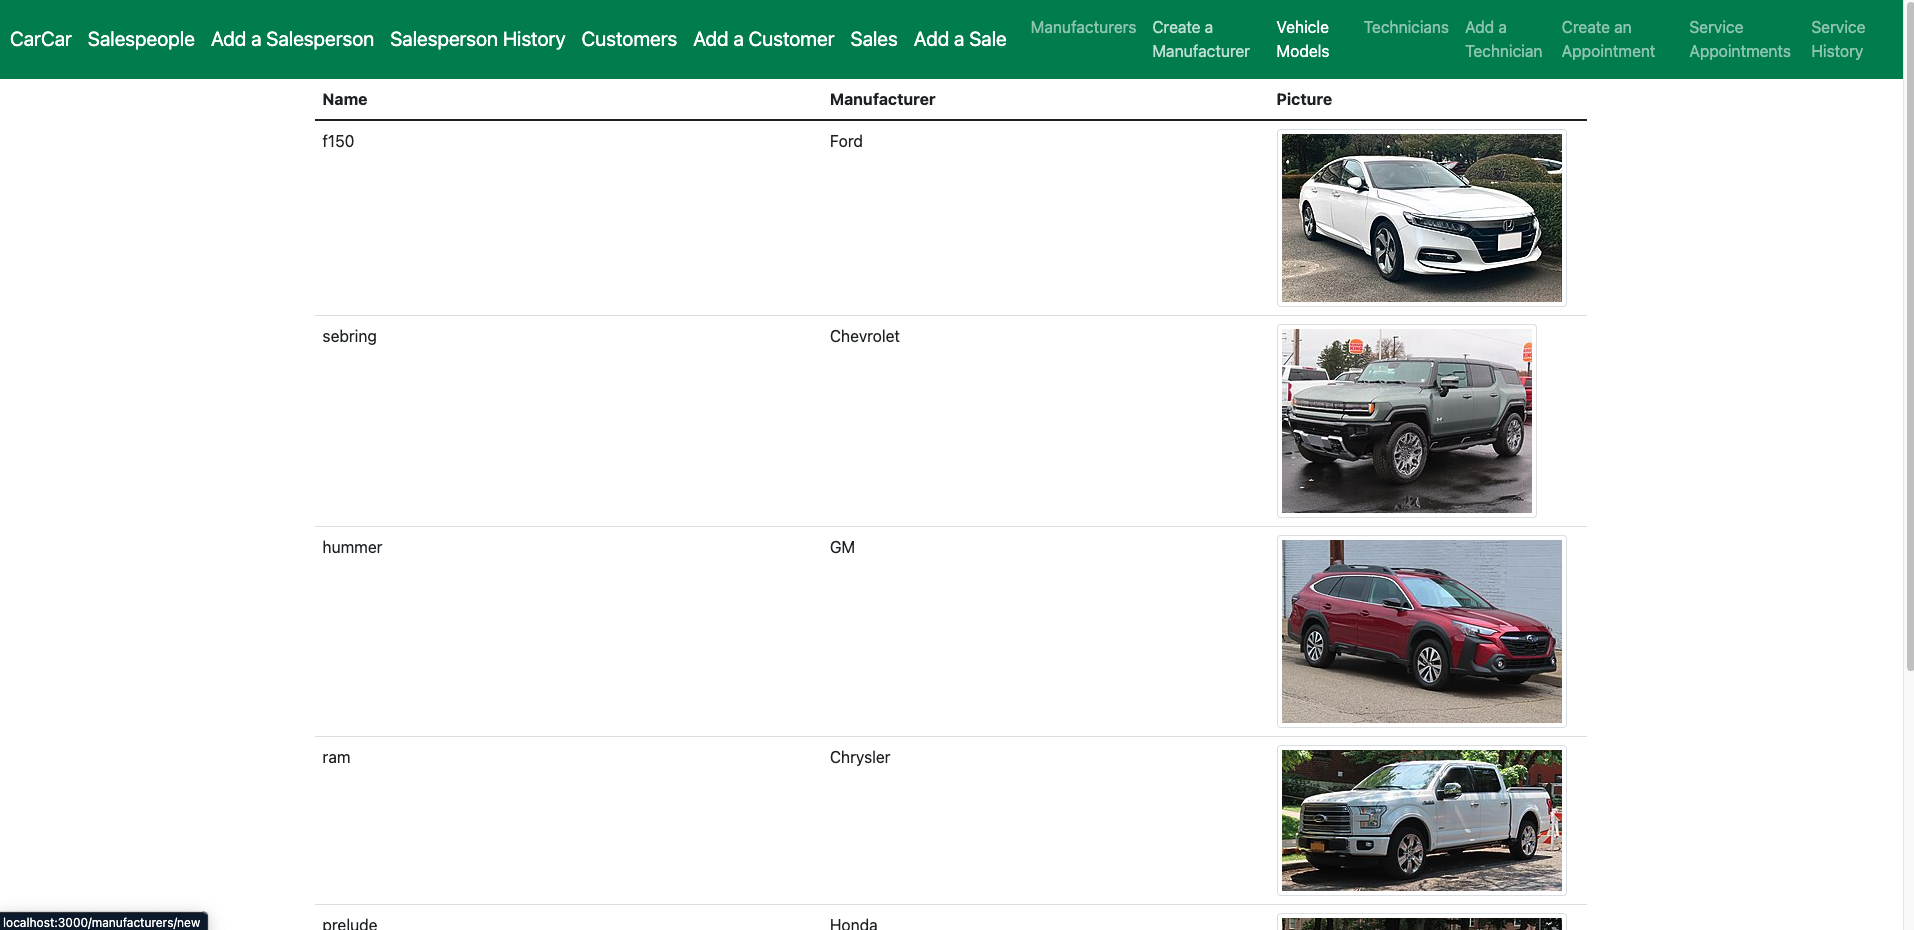 CarCar Salespeople Add a Salesperson Salesperson History Customers Add a Customer Sales Add a Sale
Manufacturers
Create a
Manufacturer
Vehicle
Models
Technicians
Add a
Technician
Create an
Appointment
Service
Appointments
Service
History
Name Manufacturer Picture
f150 Ford
sebring Chevrolet
hummer GM
ram Chrysler
prelude Honda
localhost:3000/manufacturers/new